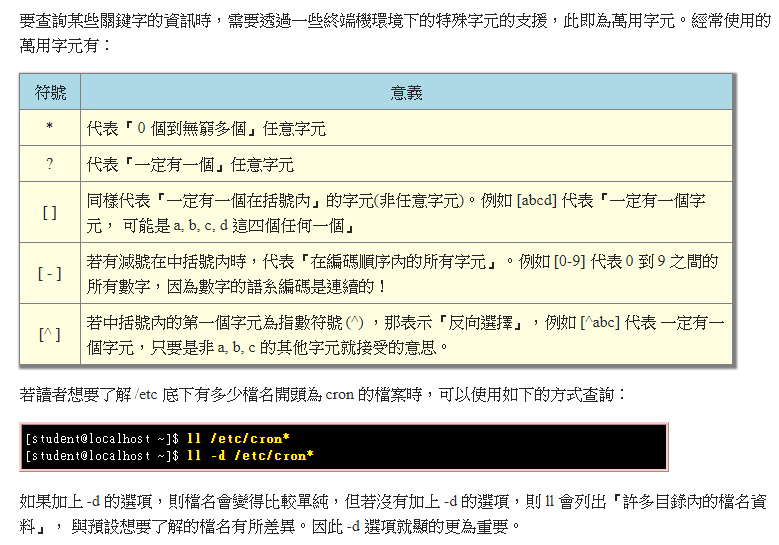 要查詢某些關鍵字的資訊時，需要透過一些終端機環境下的特殊字元的支援，此即為萬用字元。經常使用的
萬用字元有：
符號 意義
* 代表『 0 個到無窮多個』任意字元
? 代表『一定有一個』任意字元
[ ] 同樣代表『一定有一個在括號內』的字元(非任意字元)。例如 [abcd] 代表『一定有一個字
元， 可能是 a, b, c, d 這四個任何一個』
[ - ] 若有減號在中括號內時，代表『在編碼順序內的所有字元』。例如 [0-9] 代表 0 到 9 之間的
所有數字，因為數字的語系編碼是連續的！
[^ ] 若中括號內的第一個字元為指數符號 (^) ，那表示『反向選擇』，例如 [^abc] 代表 一定有一
個字元，只要是非 a, b, c 的其他字元就接受的意思。
若讀者想要了解 /etc 底下有多少檔名開頭為 cron 的檔案時，可以使用如下的方式查詢：
[student@localhost ~]$ ll /etc/cron*
[student@localhost ~]$ ll -d /etc/cron*
如果加上 -d 的選項，則檔名會變得比較單純，但若沒有加上 -d 的選項，則 ll 會列出『許多目錄內的檔名資
料』， 與預設想要了解的檔名有所差異。因此 -d 選項就顯的更為重要。